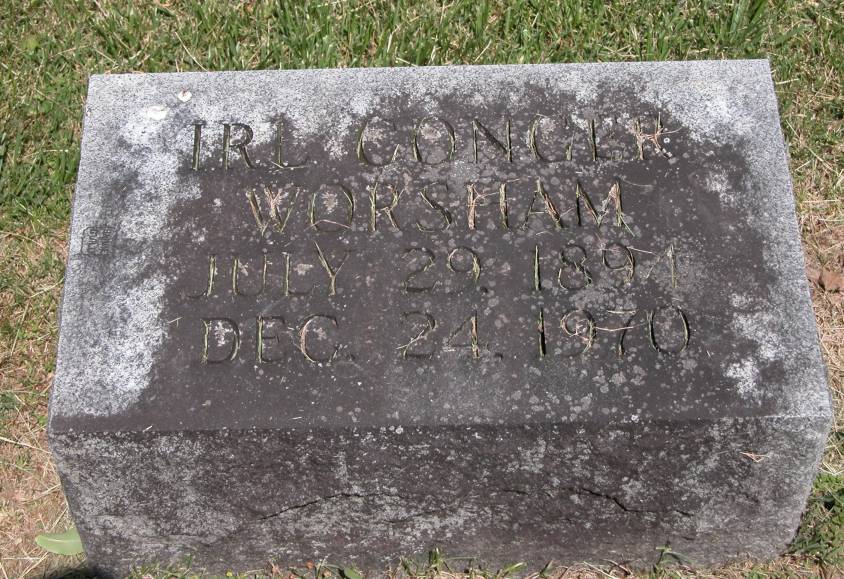 IRL CONGER
WORSHAM
JULY 29. 1894
DEC. 24. 1970